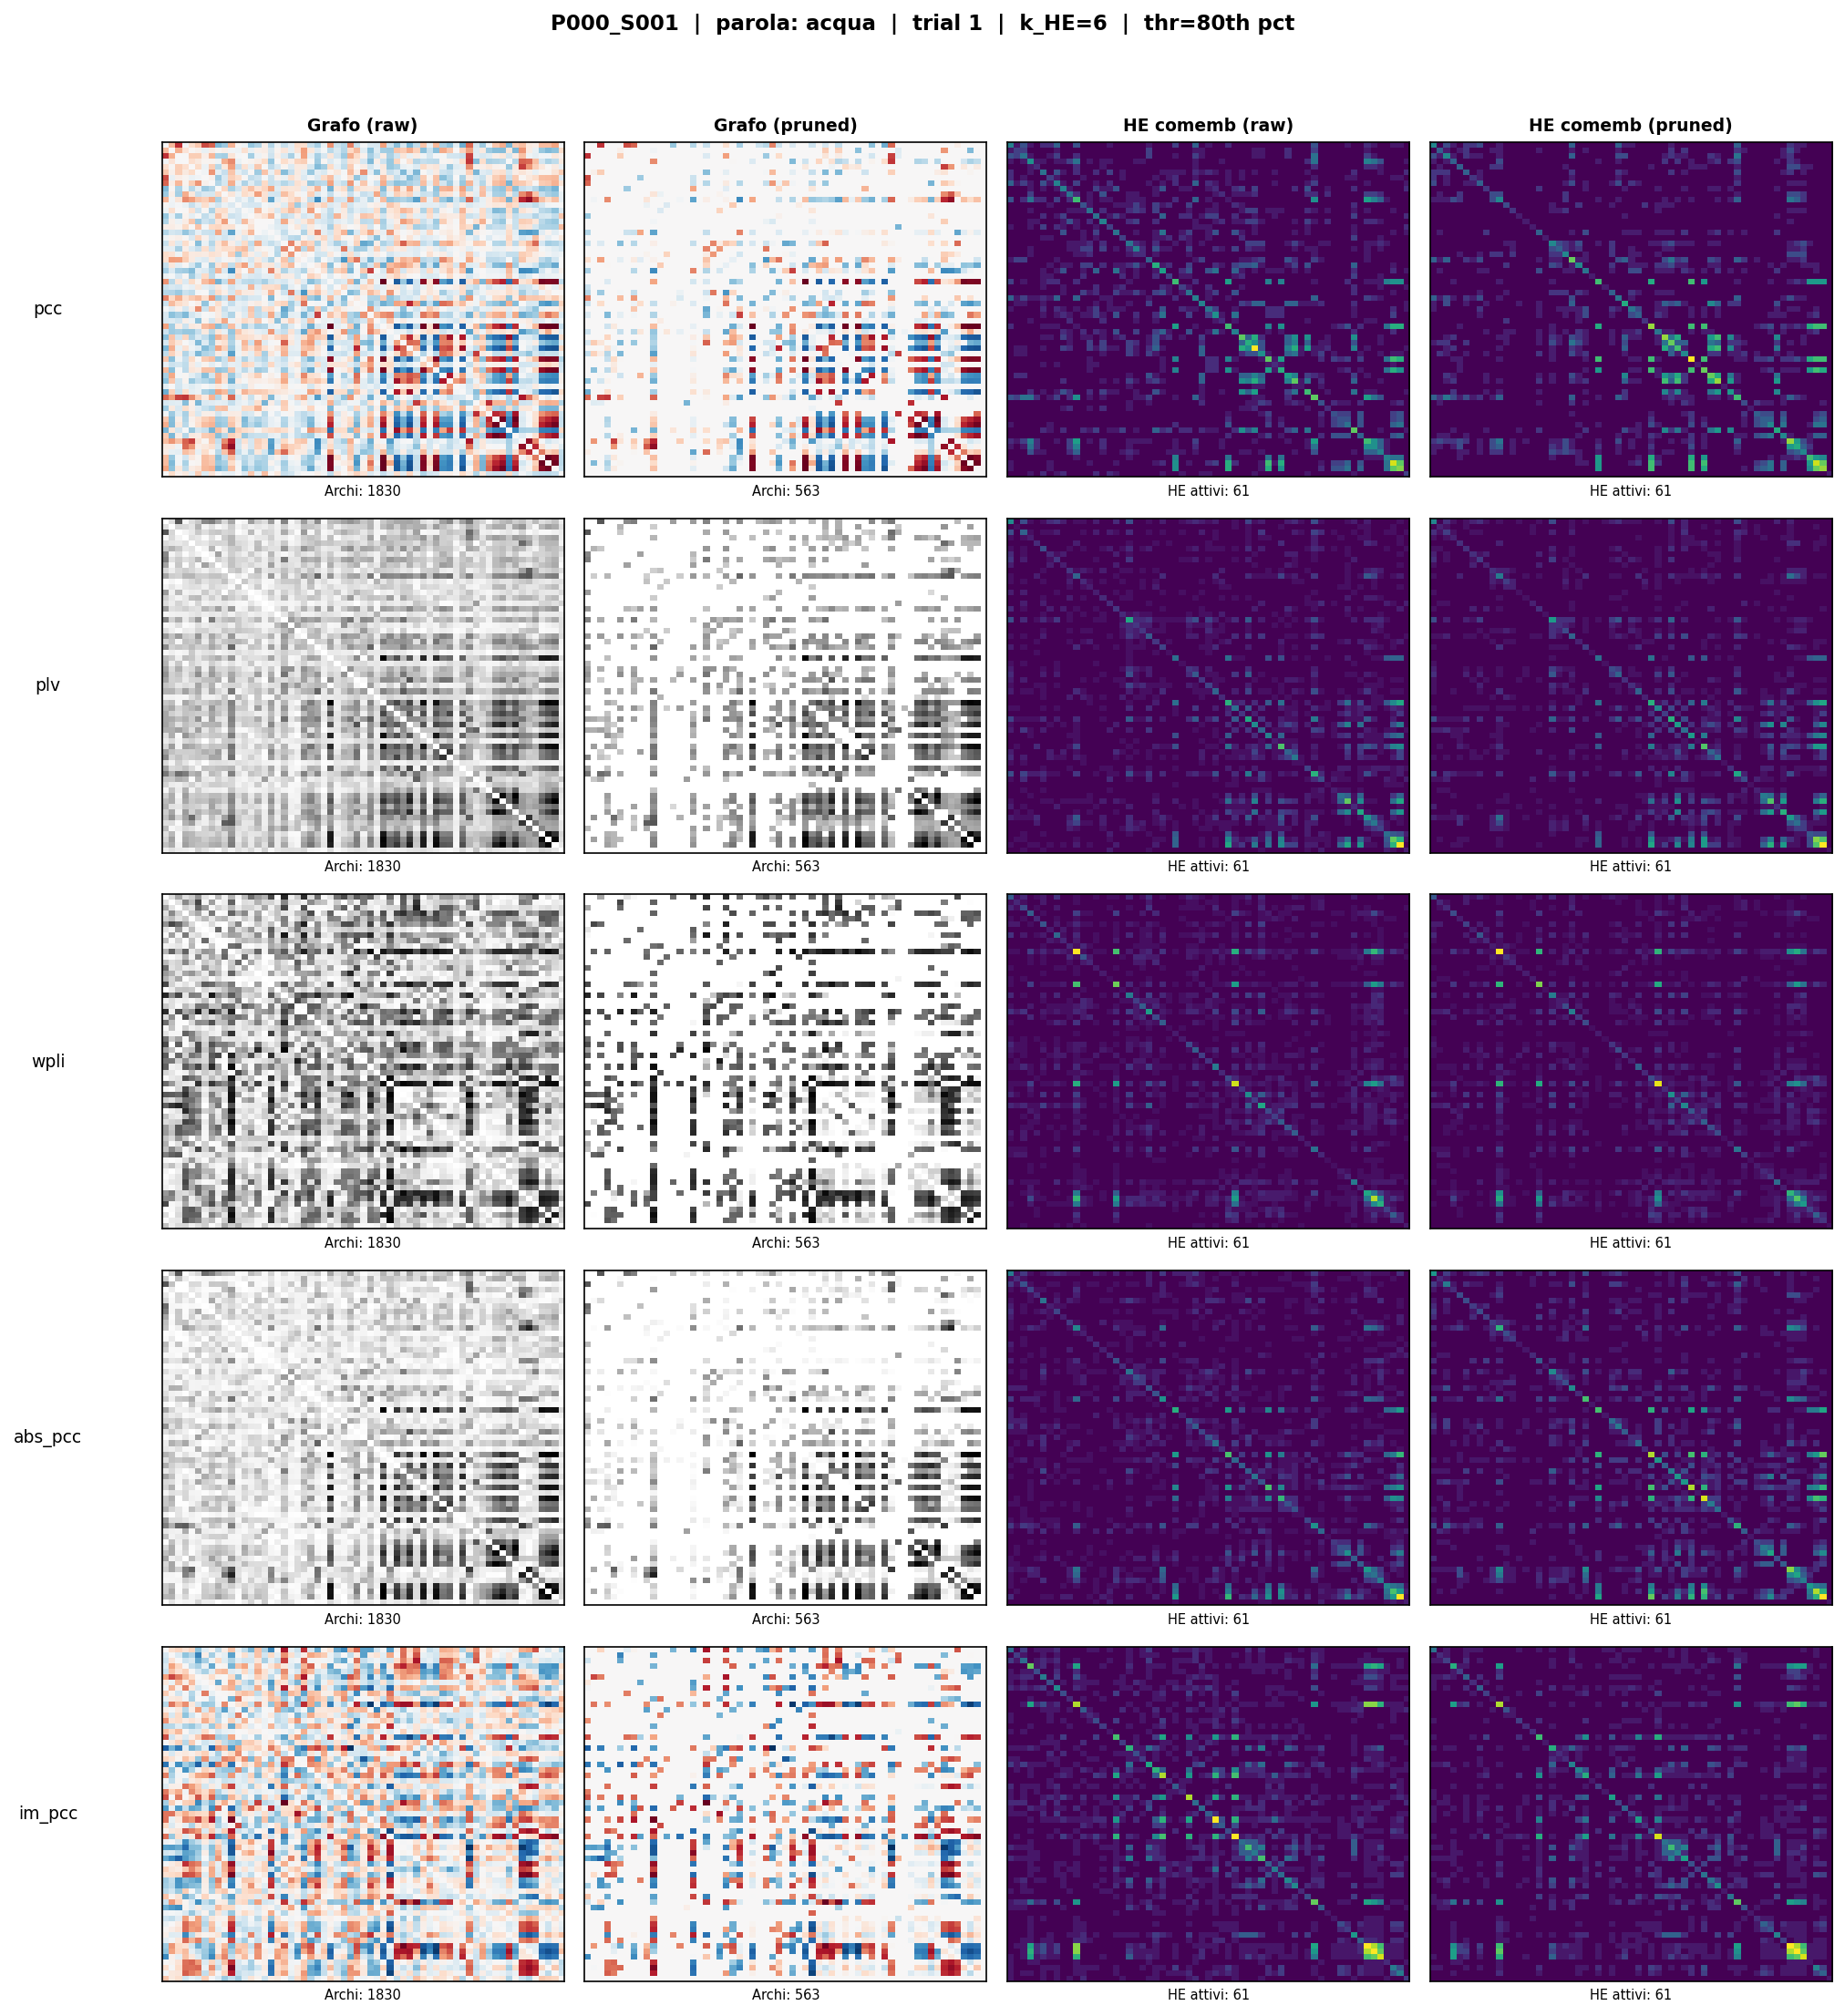 P000_S001 | parola: acqua | trial 1 | k_HE=6 | thr=80th pct
Grafo (raw) Grafo (pruned) HE comemb (raw) HE comemb (pruned)
pcc
Archi: 1830 Archi: 563 HE attivi: 61 HE attivi: 61
plv
Archi: 1830 Archi: 563 HE attivi: 61 HE attivi: 61
wpli
Archi: 1830 Archi: 563 HE attivi: 61 HE attivi: 61
abs_pcc
Archi: 1830 Archi: 563 HE attivi: 61 HE attivi: 61
im_pcc
Archi: 1830 Archi: 563 HE attivi: 61 HE attivi: 61